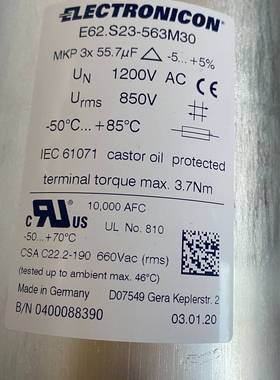 ELECTRONICON®
E62.S23-563M30
MKP 3x 55.7µF △ -5... +5%
UN 1200V AC CE
Urms 850V
-50°C... +85°C
IEC 61071 castor oil protected
terminal torque max. 3.7Nm
c RU US 10,000 AFC
UL No. 810
-50... +70°C
CSA C22.2-190 660Vac (rms)
(tested up to ambient max. 46°C)
Made in Germany D07549 Gera Keplerstr. 2
B/N 0400088390 03.01.20